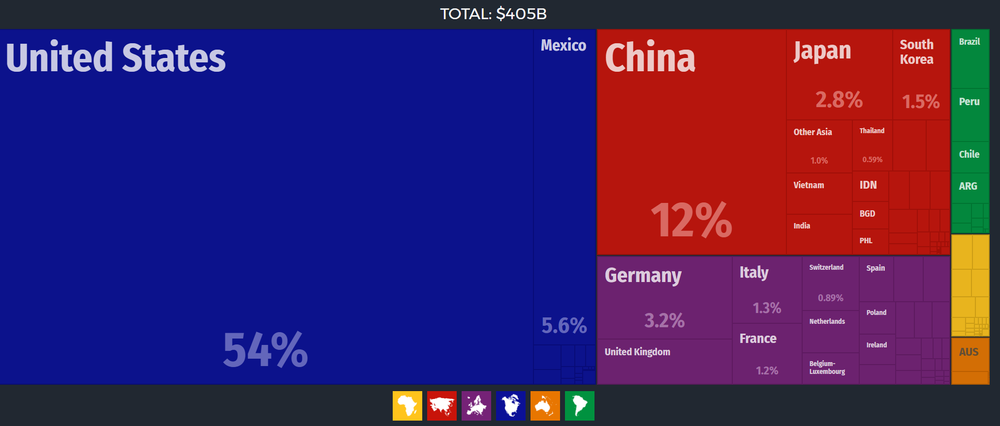 TOTAL: $405B
United States
54%
Mexico
5.6%
China
12%
Japan
2.8%
South
Korea
1.5%
Other Asia
1.0%
Thailand
0.59%
Vietnam
India
IDN
BGD
PHL
Germany
3.2%
United Kingdom
Italy
1.3%
France
1.2%
Switzerland
0.89%
Netherlands
Belgium-
Luxembourg
Spain
Poland
Ireland
Brazil
Peru
Chile
ARG
AUS